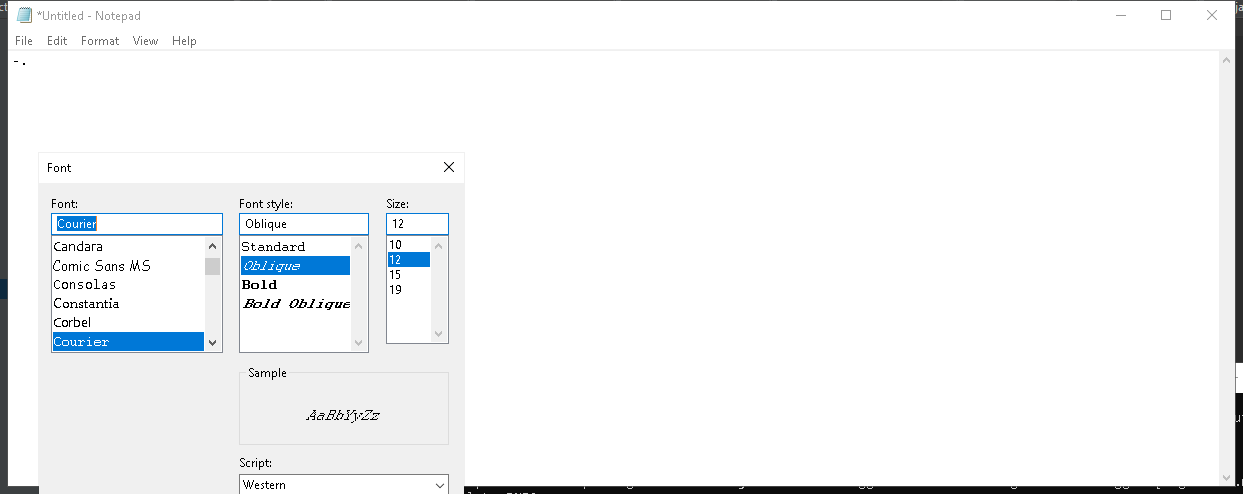 *Untitled - Notepad
File Edit Format View Help
-.
Font
Font: Font style: Size:
Courier Oblique 12
Candara Standard 10
Comic Sans MS Oblique 12
Consolas Bold 15
Constantia Bold Oblique 19
Corbel
Courier
Sample
AaBbYyZz
Script:
Western